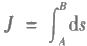 J = ∫_A^B ds